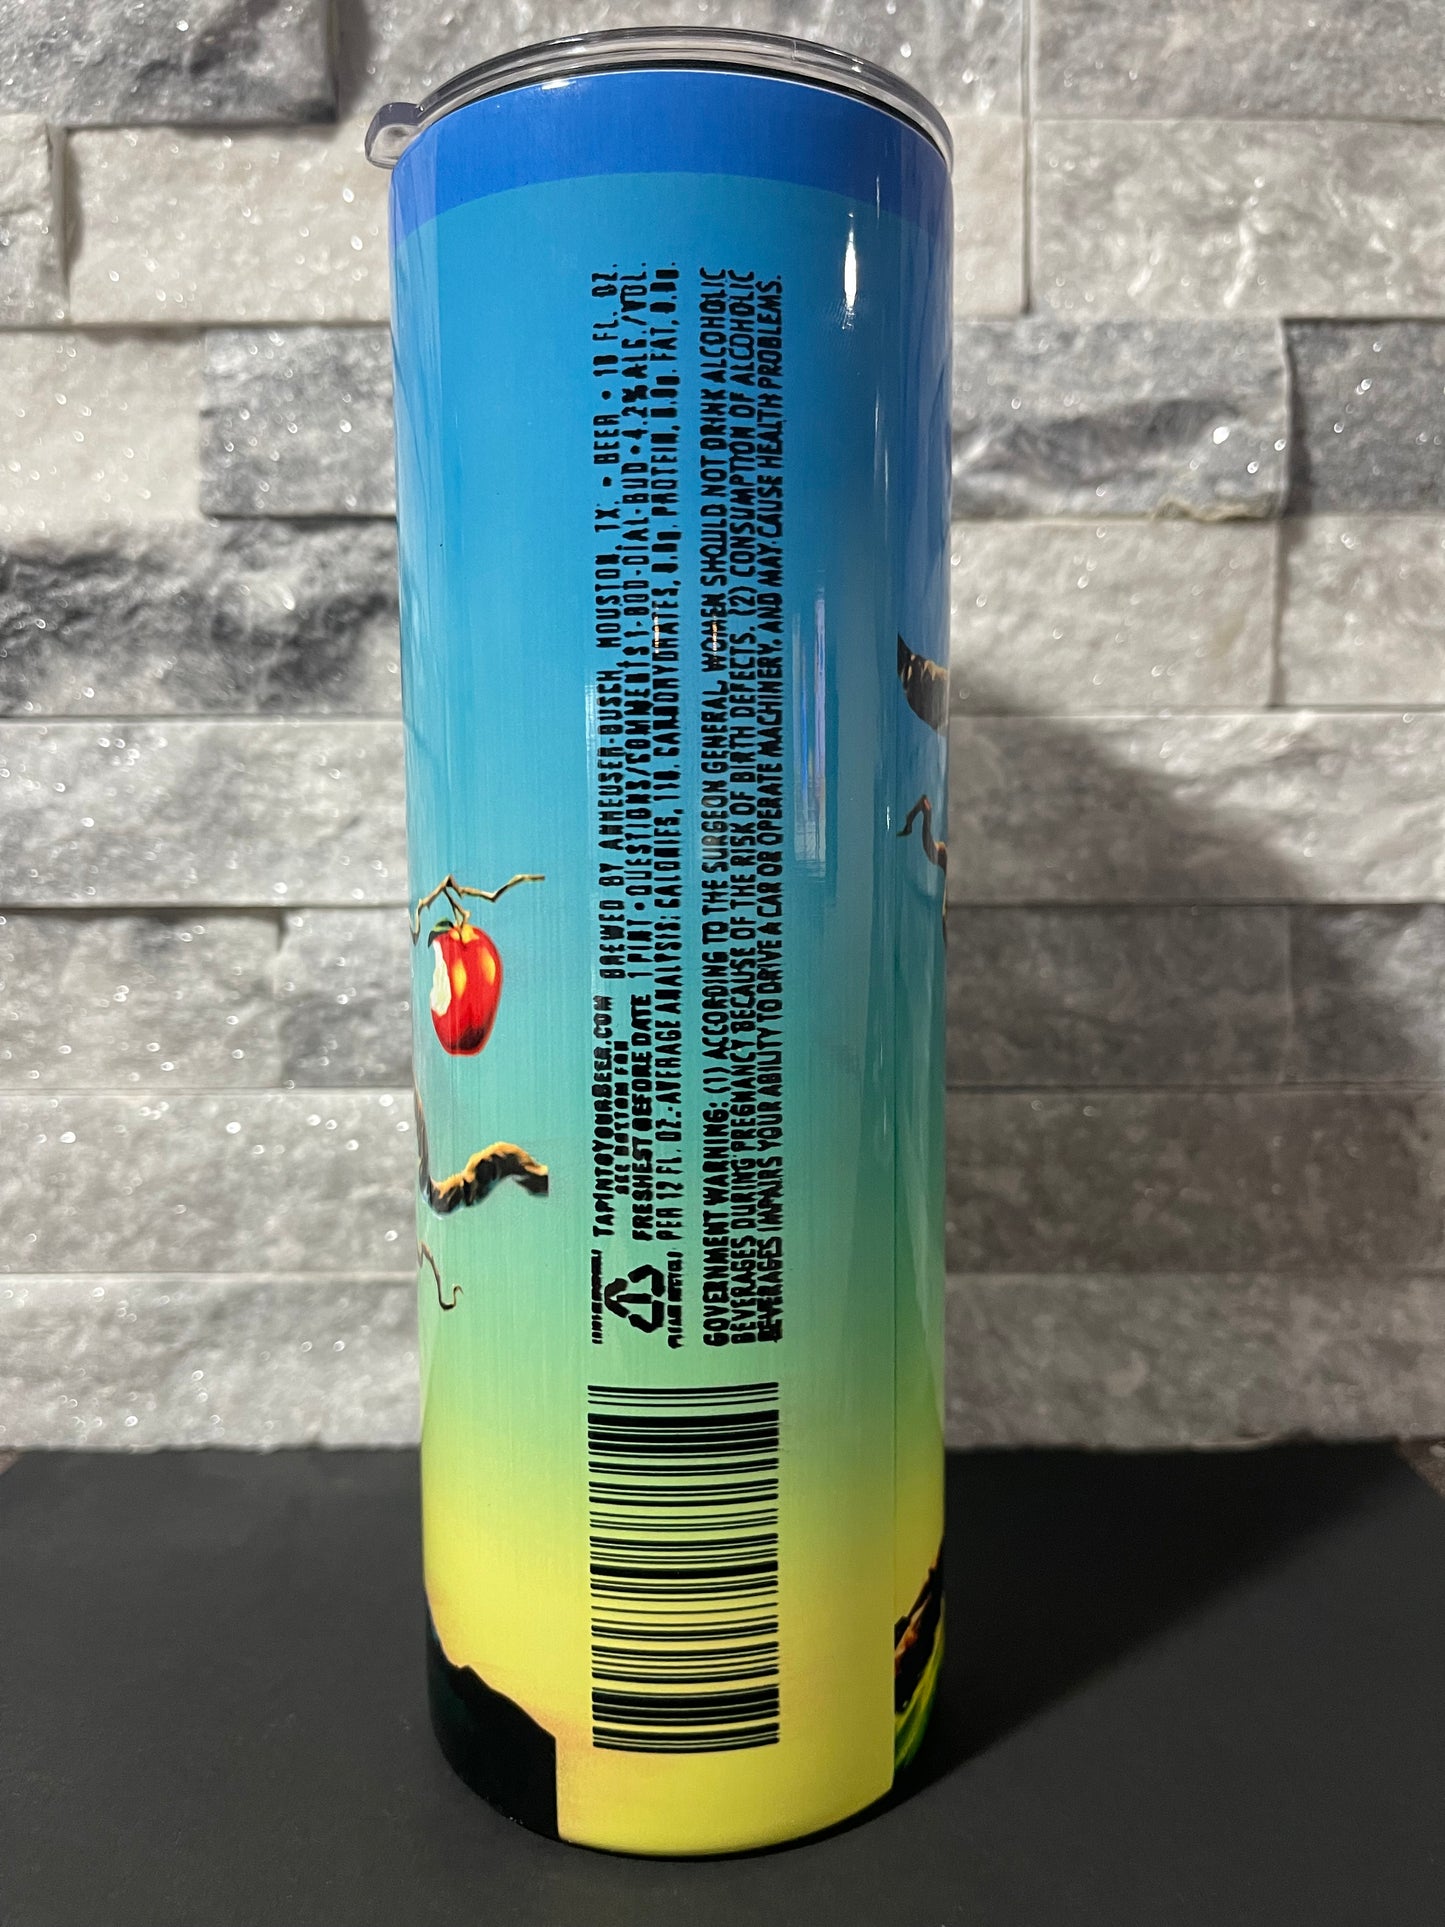 TAPINTOYOURBEER.COM
SEE BOTTOM FOR
FRESHEST BEFORE DATE
BREWED BY ANHEUSER-BUSCH, HOUSTON, TX. - BEER • 16 FL. OZ.
1 PINT • QUESTIONS/COMMENTS 1-800-DIAL-BUD • 4.2% ALC./VOL.
PER 12 FL. OZ.-AVERAGE ANALYSIS: CALORIES, 110, CARBOHYDRATES, PROTEIN, FAT, 0.0g.
PLEASE RECYCLE
GOVERNMENT WARNING: (1) ACCORDING TO THE SURGEON GENERAL, WOMEN SHOULD NOT DRINK ALCOHOLIC
BEVERAGES DURING PREGNANCY BECAUSE OF THE RISK OF BIRTH DEFECTS. (2) CONSUMPTION OF ALCOHOLIC
BEVERAGES IMPAIRS YOUR ABILITY TO DRIVE A CAR OR OPERATE MACHINERY, AND MAY CAUSE HEALTH PROBLEMS.